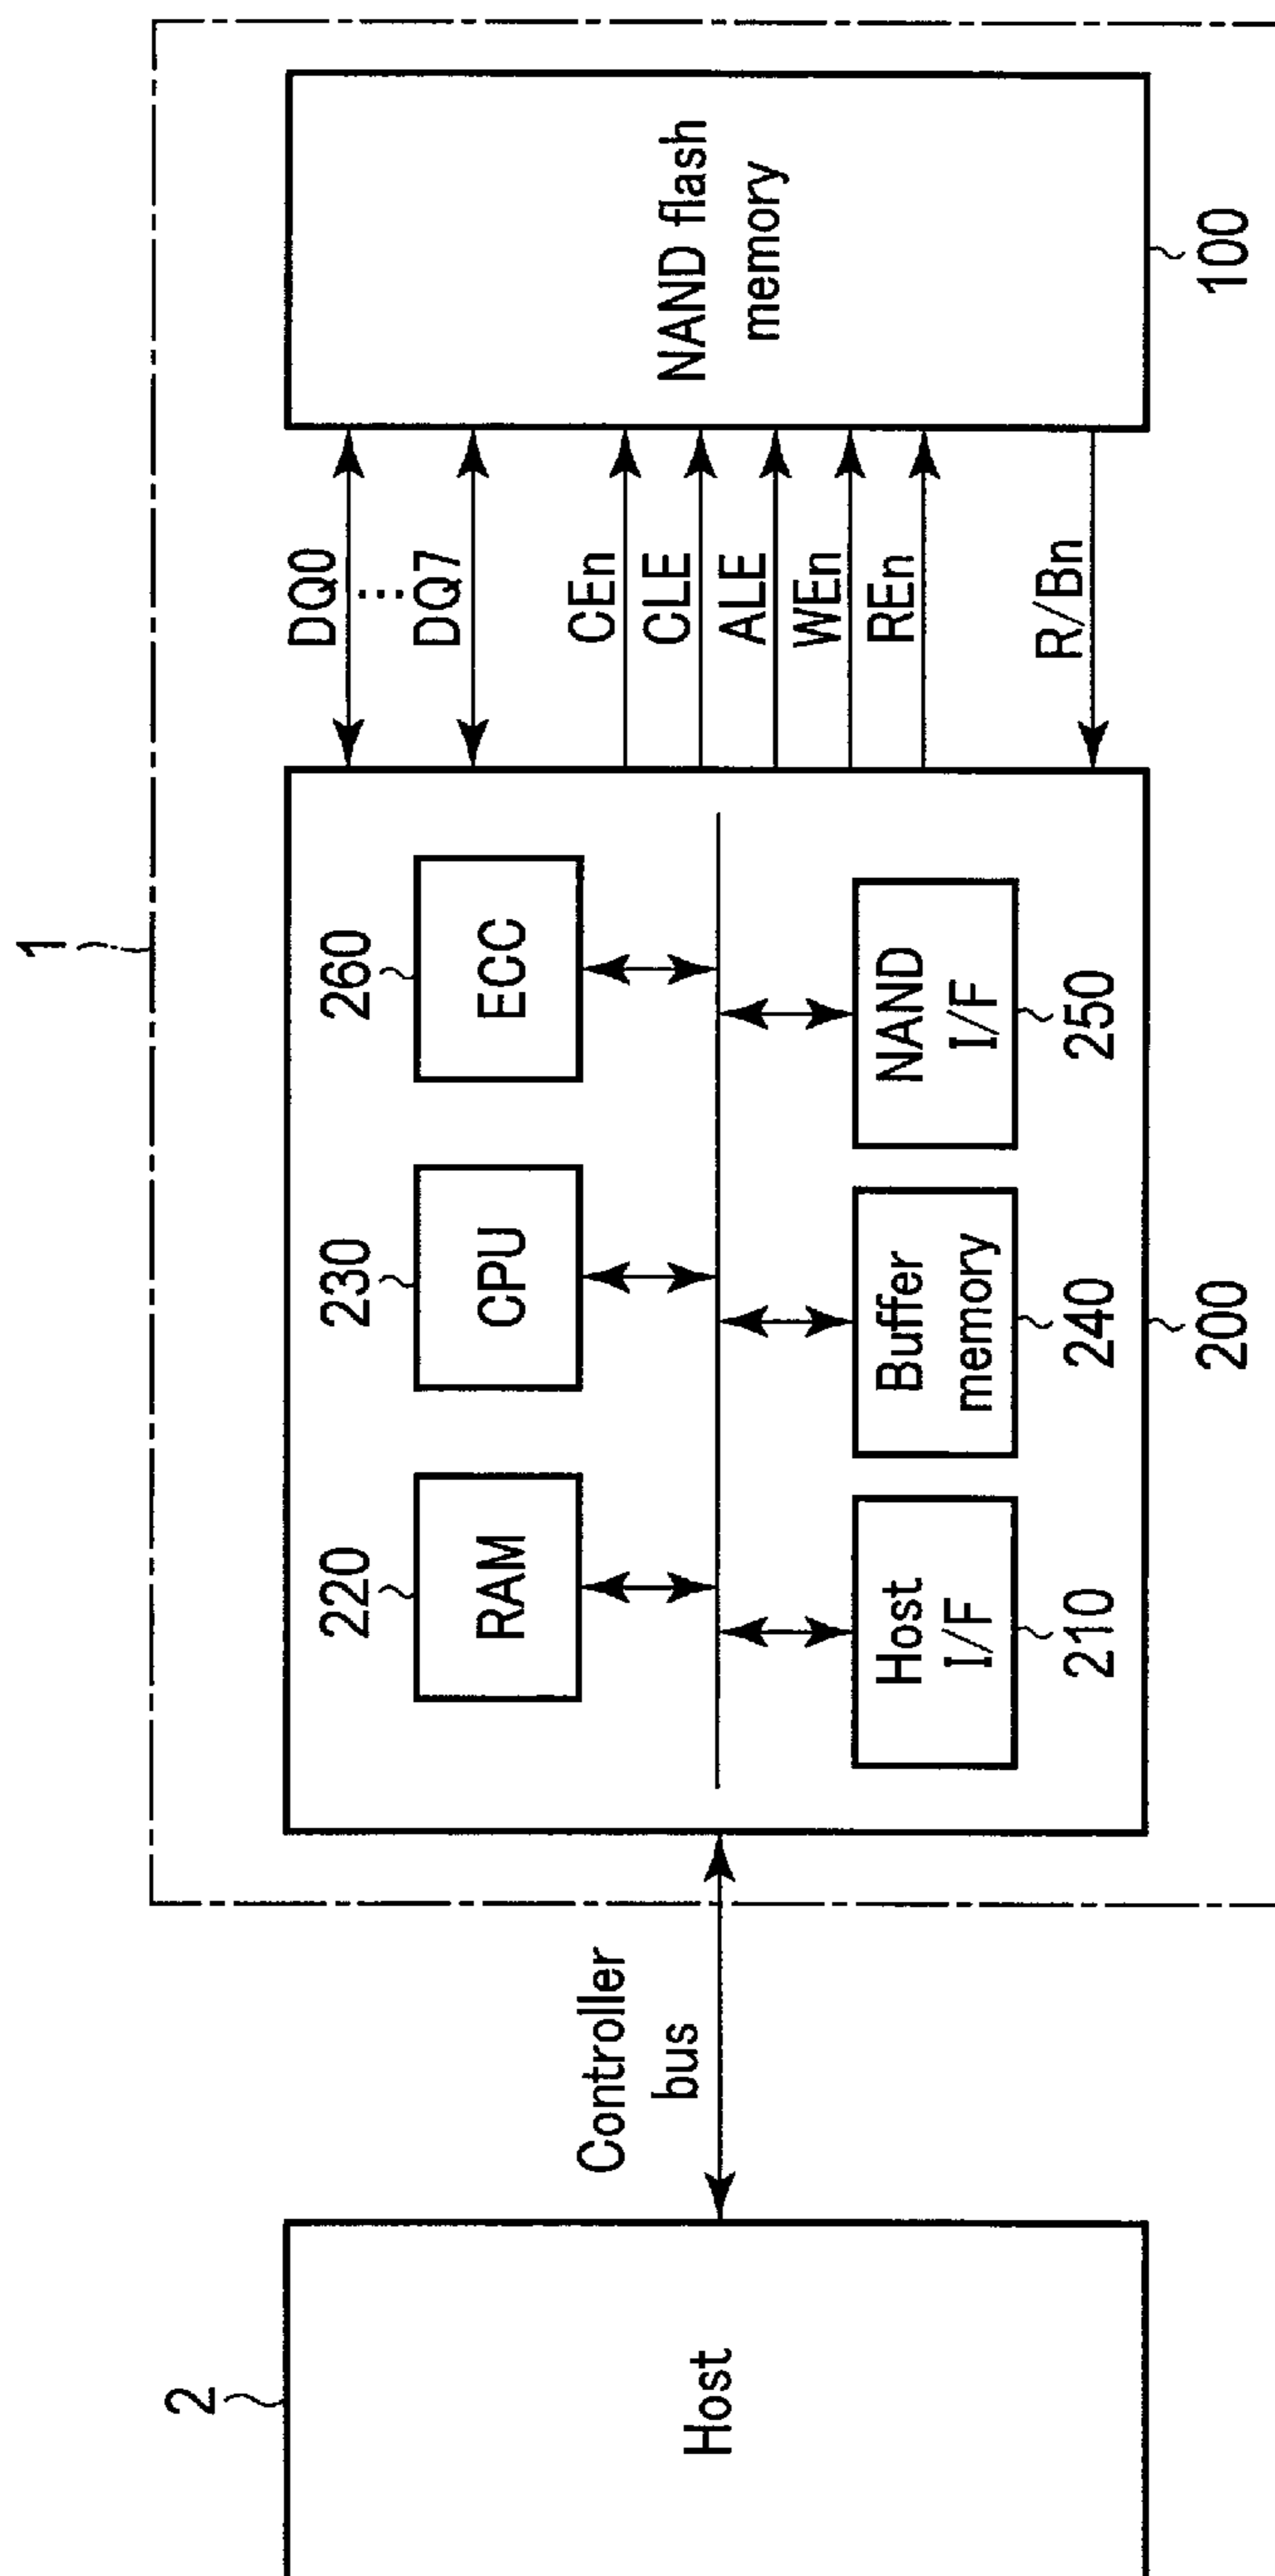 1
2
Host
Controller
bus
220
230
260
RAM
CPU
ECC
Host
I/F
Buffer
memory
NAND
I/F
210
240
250
200
DQ0
...
DQ7
CEn
CLE
ALE
WEn
REn
R/Bn
NAND flash
memory
100